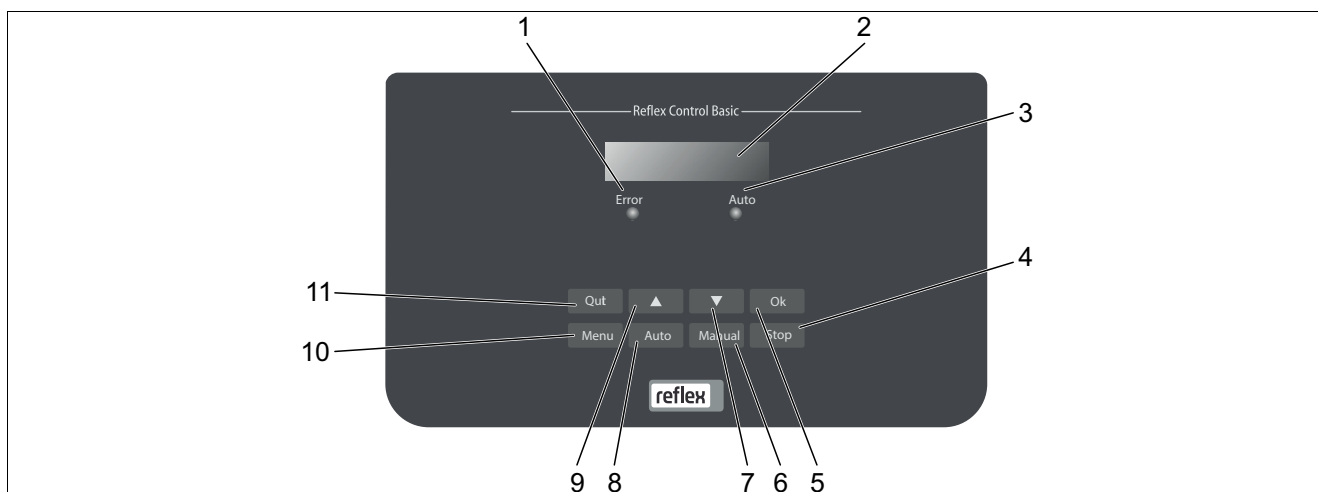 1 2
Reflex Control Basic
3
Error Auto
4
11 Qut ▲ ▼ Ok
10 Menu Auto Manual Stop
reflex
9 8 7 6 5